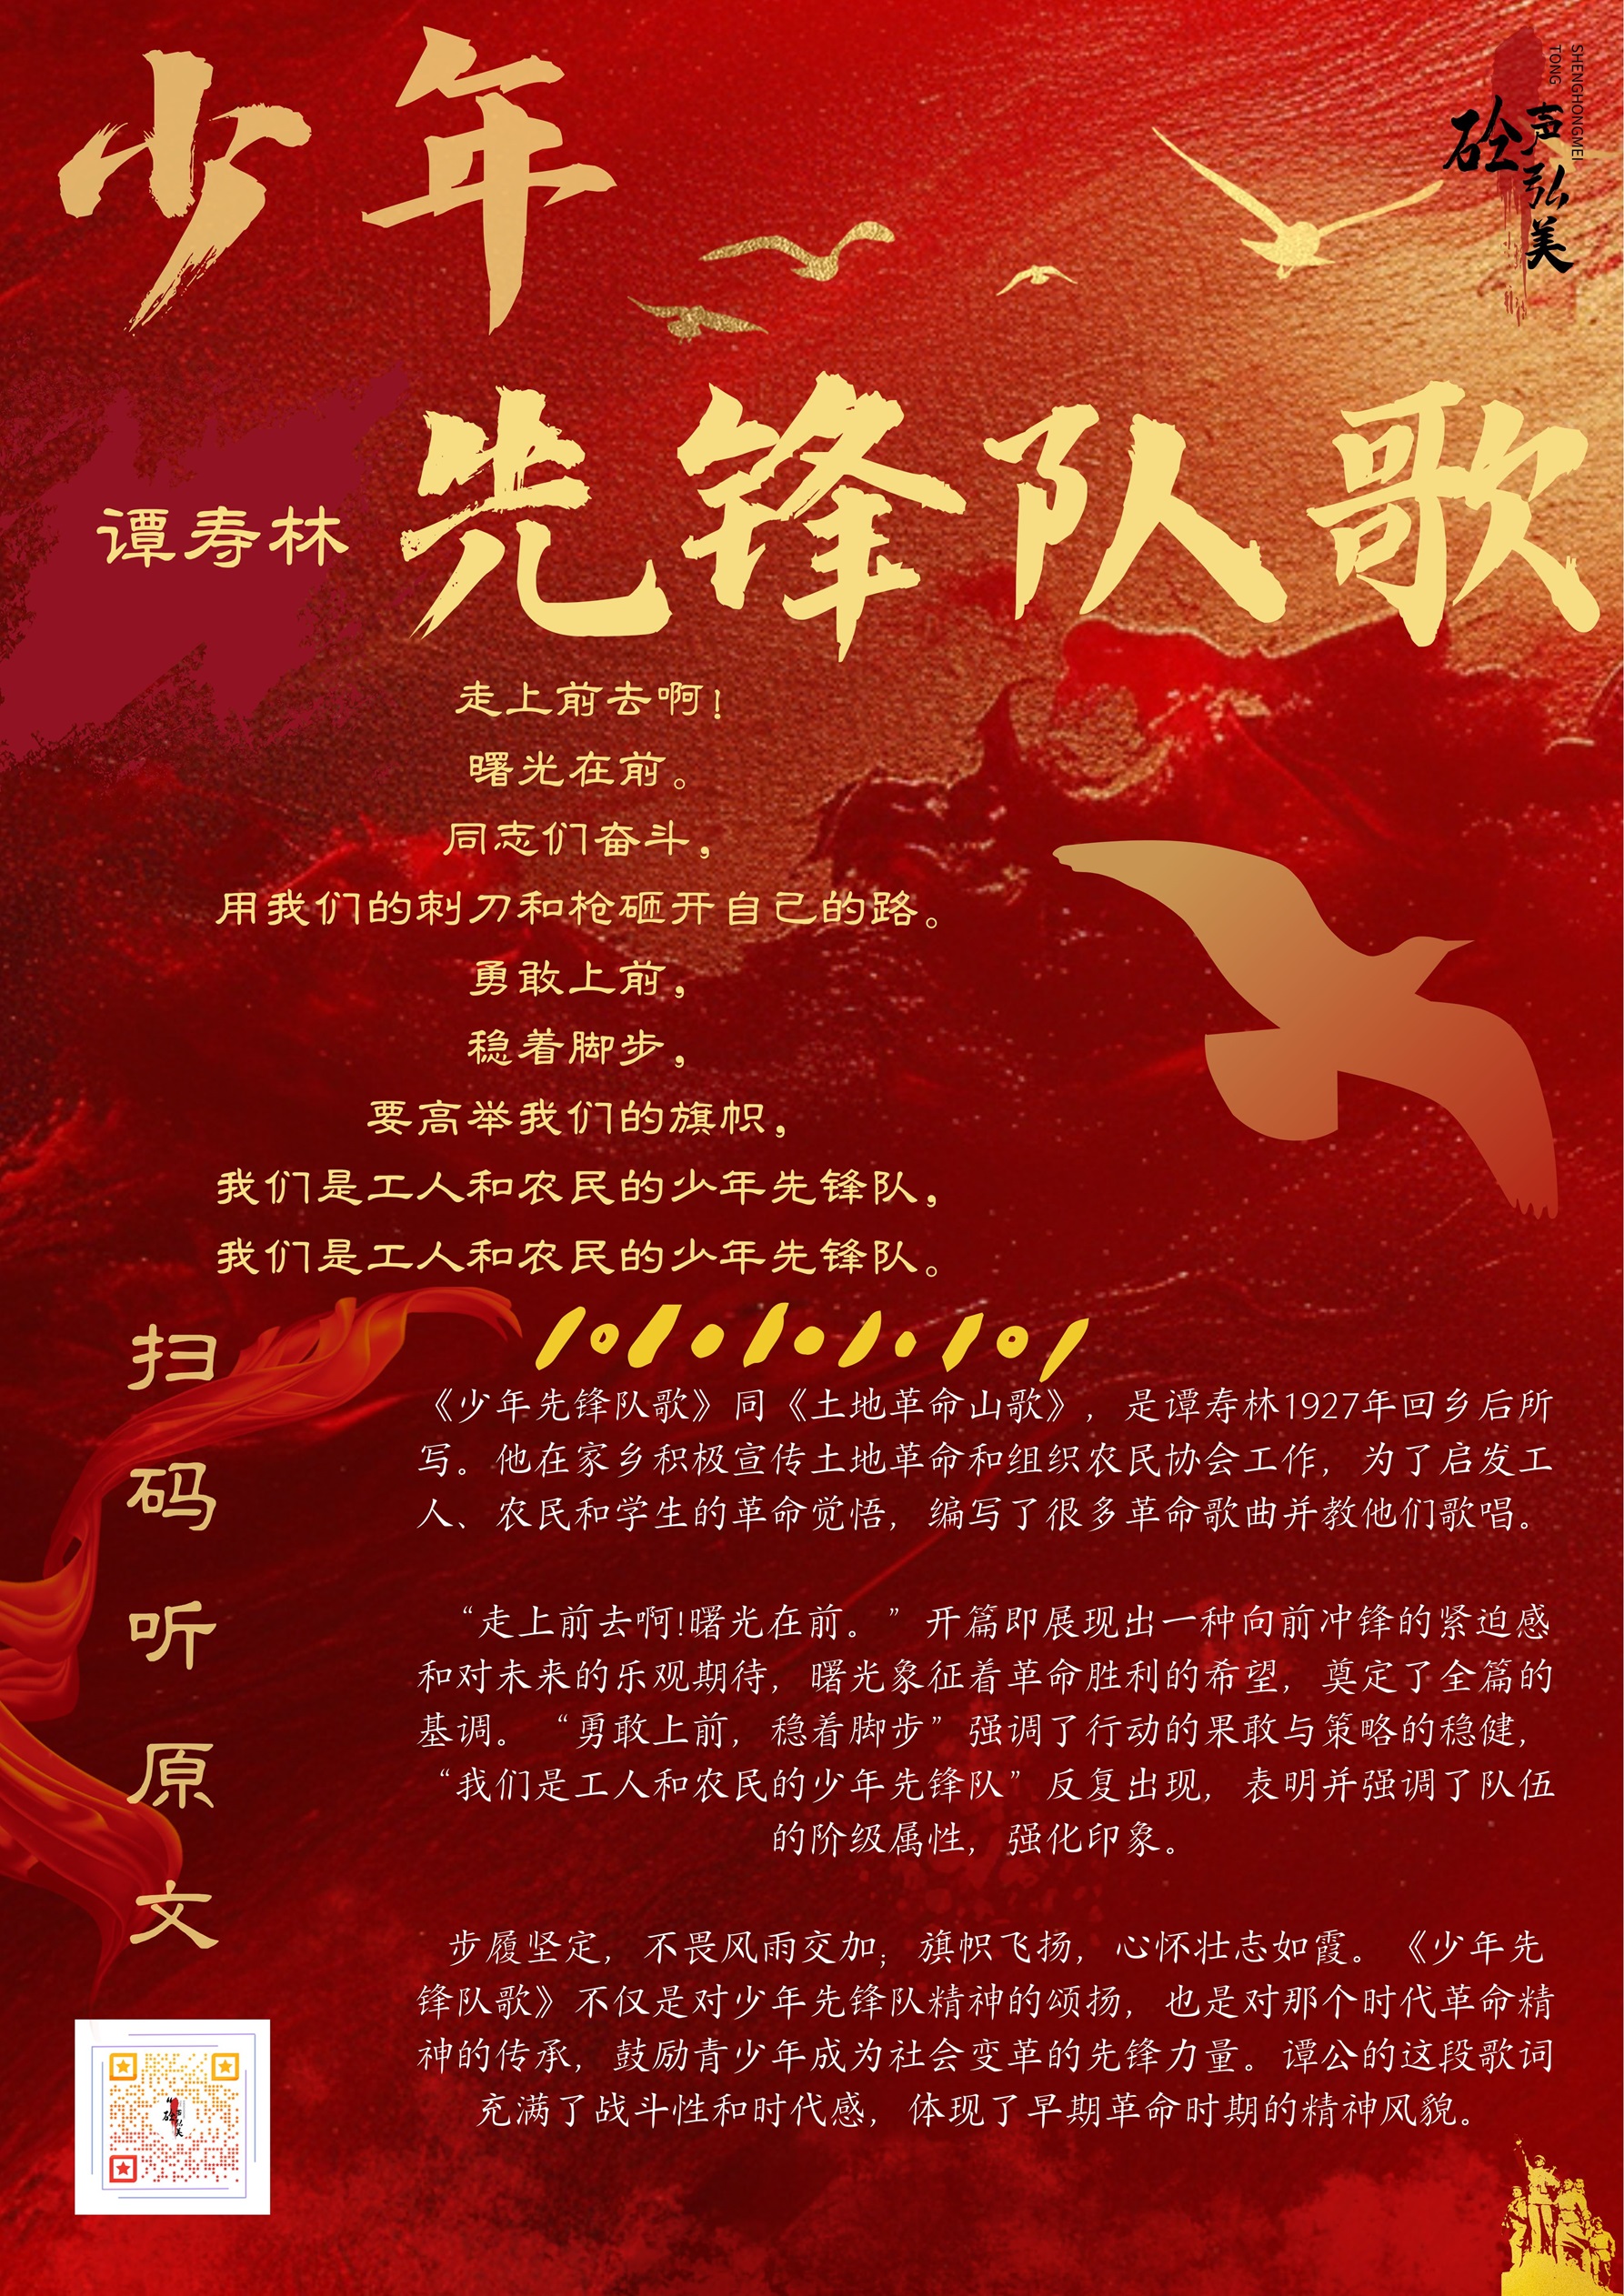 少年
SHENGHONGMEI
TONG
声弘美
砼
先锋队歌
谭寿林
走上前去啊!
曙光在前。
同志们奋斗，
用我们的刺刀和枪砸开自己的路。
勇敢上前，
稳着脚步，
要高举我们的旗帜，
我们是工人和农民的少年先锋队，
我们是工人和农民的少年先锋队。
扫码听原文
《少年先锋队歌》同《土地革命山歌》，是谭寿林1927年回乡后所
写。他在家乡积极宣传土地革命和组织农民协会工作，为了启发工
人、农民和学生的革命觉悟，编写了很多革命歌曲并教他们歌唱。
“走上前去啊!曙光在前。”开篇即展现出一种向前冲锋的紧迫感
和对未来的乐观期待，曙光象征着革命胜利的希望，奠定了全篇的
基调。“勇敢上前，稳着脚步”强调了行动的果敢与策略的稳健，
“我们是工人和农民的少年先锋队”反复出现，表明并强调了队伍
的阶级属性，强化印象。
步履坚定，不畏风雨交加；旗帜飞扬，心怀壮志如霞。《少年先
锋队歌》不仅是对少年先锋队精神的颂扬，也是对那个时代革命精
神的传承，鼓励青少年成为社会变革的先锋力量。谭公的这段歌词
充满了战斗性和时代感，体现了早期革命时期的精神风貌。
砼
声弘美